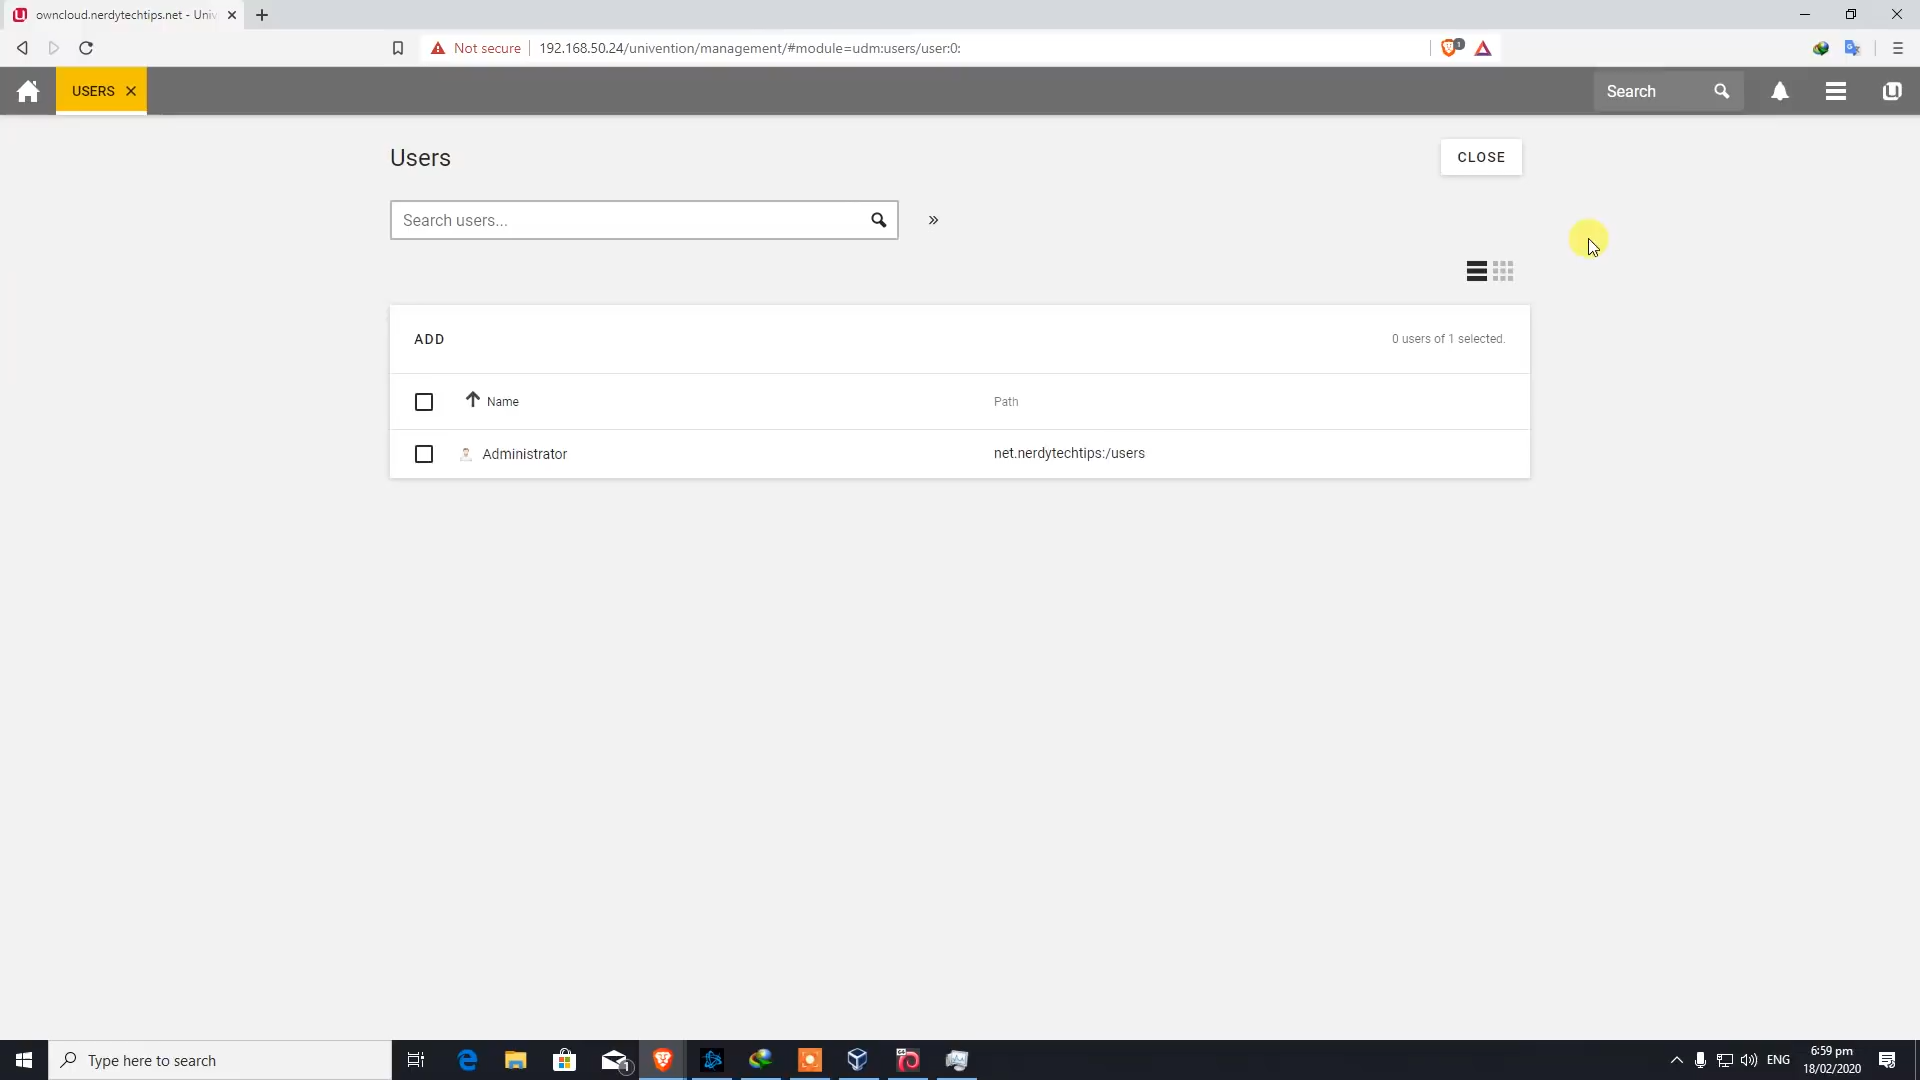 owncloud.nerdytechtips.net - Univ
Not secure
192.168.50.24/univention/management/#module=udm:users/user:0:
1
USERS
Search
Users
CLOSE
Search users...
»
ADD
0 users of 1 selected.
Name
Path
Administrator
net.nerdytechtips:/users
Type here to search
1
ENG
6:59 pm
18/02/2020